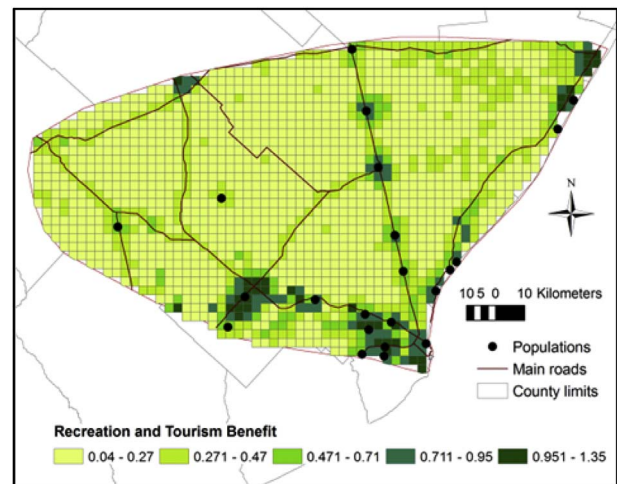 N
10 5 0 10 Kilometers
Populations
Main roads
County limits
Recreation and Tourism Benefit
0.04 - 0.27 0.271 - 0.47 0.471 - 0.71 0.711 - 0.95 0.951 - 1.35